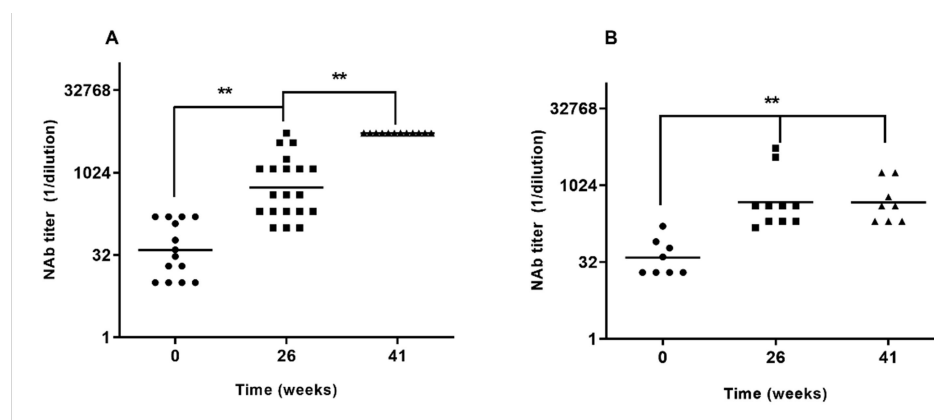 A
NAb titer (1/dilution)
32768
1024
32
1
**
**
0 26 41
Time (weeks)
B
NAb titer (1/dilution)
32768
1024
32
1
**
0 26 41
Time (weeks)